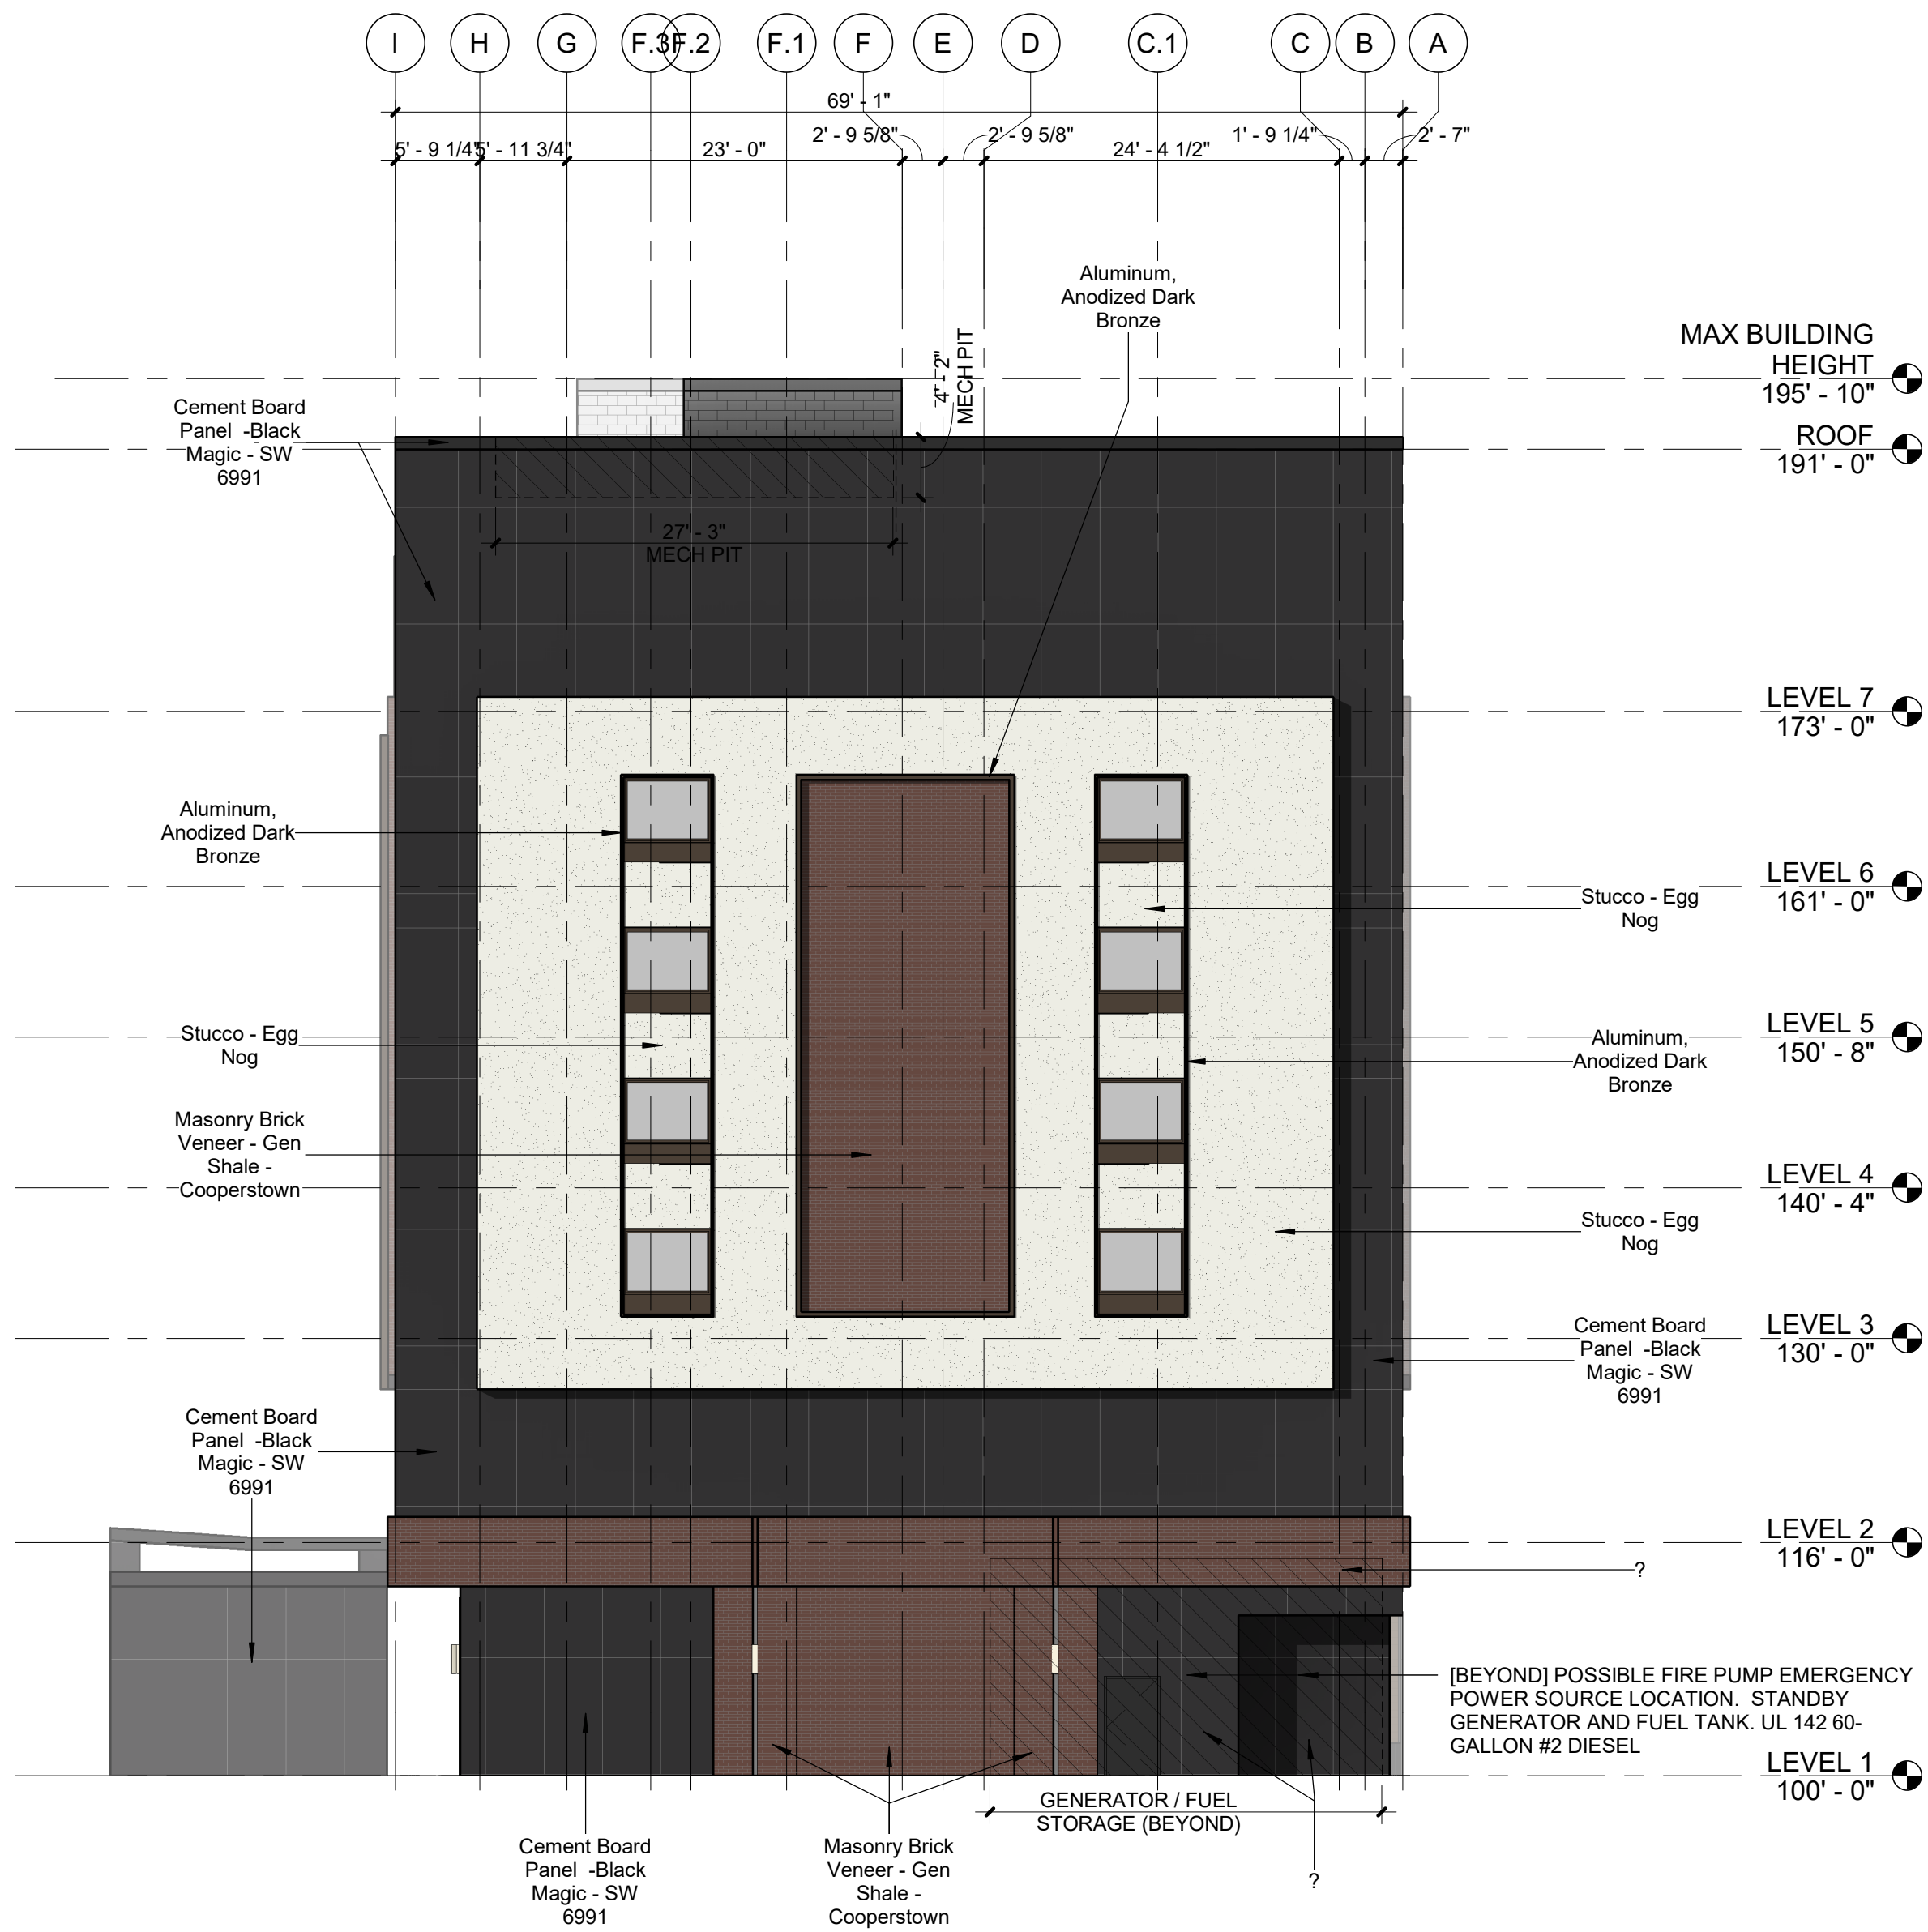 I H G F.3 F.2 F.1 F E D C.1 C B A
69' - 1"
5' - 9 1/4" 5' - 11 3/4" 23' - 0" 2' - 9 5/8" 2' - 9 5/8" 24' - 4 1/2" 1' - 9 1/4" 2' - 7"
Aluminum,
Anodized Dark
Bronze
4' - 2"
MECH PIT
MAX BUILDING
HEIGHT
195' - 10"
Cement Board
Panel -Black
Magic - SW
6991
ROOF
191' - 0"
27' - 3"
MECH PIT
LEVEL 7
173' - 0"
Aluminum,
Anodized Dark
Bronze
LEVEL 6
161' - 0"
Stucco - Egg
Nog
LEVEL 5
150' - 8"
Stucco - Egg
Nog
Aluminum,
Anodized Dark
Bronze
Masonry Brick
Veneer - Gen
Shale -
Cooperstown
LEVEL 4
140' - 4"
Stucco - Egg
Nog
LEVEL 3
130' - 0"
Cement Board
Panel -Black
Magic - SW
6991
Cement Board
Panel -Black
Magic - SW
6991
LEVEL 2
116' - 0"
?
[BEYOND] POSSIBLE FIRE PUMP EMERGENCY
POWER SOURCE LOCATION. STANDBY
GENERATOR AND FUEL TANK. UL 142 60-
GALLON #2 DIESEL
LEVEL 1
100' - 0"
GENERATOR / FUEL
STORAGE (BEYOND)
Cement Board
Panel -Black
Magic - SW
6991
Masonry Brick
Veneer - Gen
Shale -
Cooperstown
?